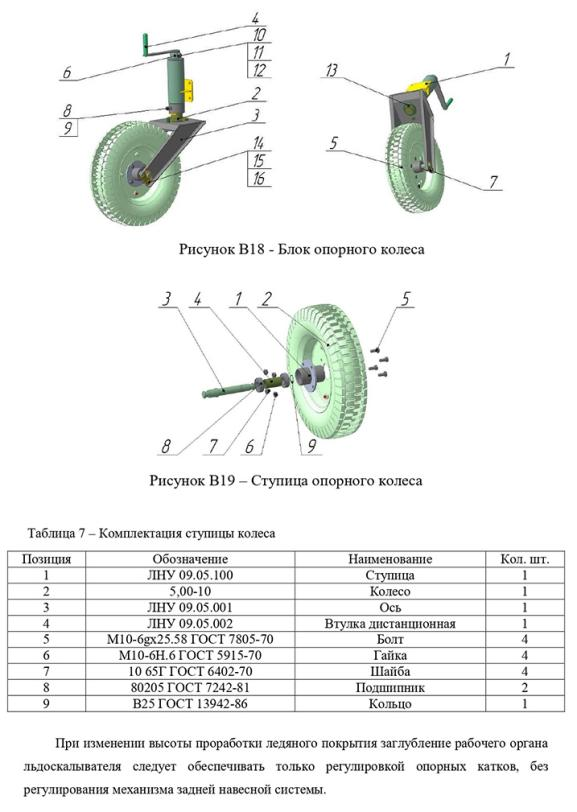 4
10
11
12
6
8
9
2
3
14
15
16
1
13
5
7
Рисунок В18 - Блок опорного колеса
3 4 1 2 5
8 7 6 9
Рисунок В19 – Ступица опорного колеса
Таблица 7 – Комплектация ступицы колеса
Позиция Обозначение Наименование Кол. шт.
1 ЛНУ 09.05.100 Ступица 1
2 5,00-10 Колесо 1
3 ЛНУ 09.05.001 Ось 1
4 ЛНУ 09.05.002 Втулка дистанционная 1
5 М10-6gх25.58 ГОСТ 7805-70 Болт 4
6 М10-6Н.6 ГОСТ 5915-70 Гайка 4
7 10 65Г ГОСТ 6402-70 Шайба 4
8 80205 ГОСТ 7242-81 Подшипник 2
9 В25 ГОСТ 13942-86 Кольцо 1
При изменении высоты проработки ледяного покрытия заглубление рабочего органа
льдоскалывателя следует обеспечивать только регулировкой опорных катков, без
регулирования механизма задней навесной системы.